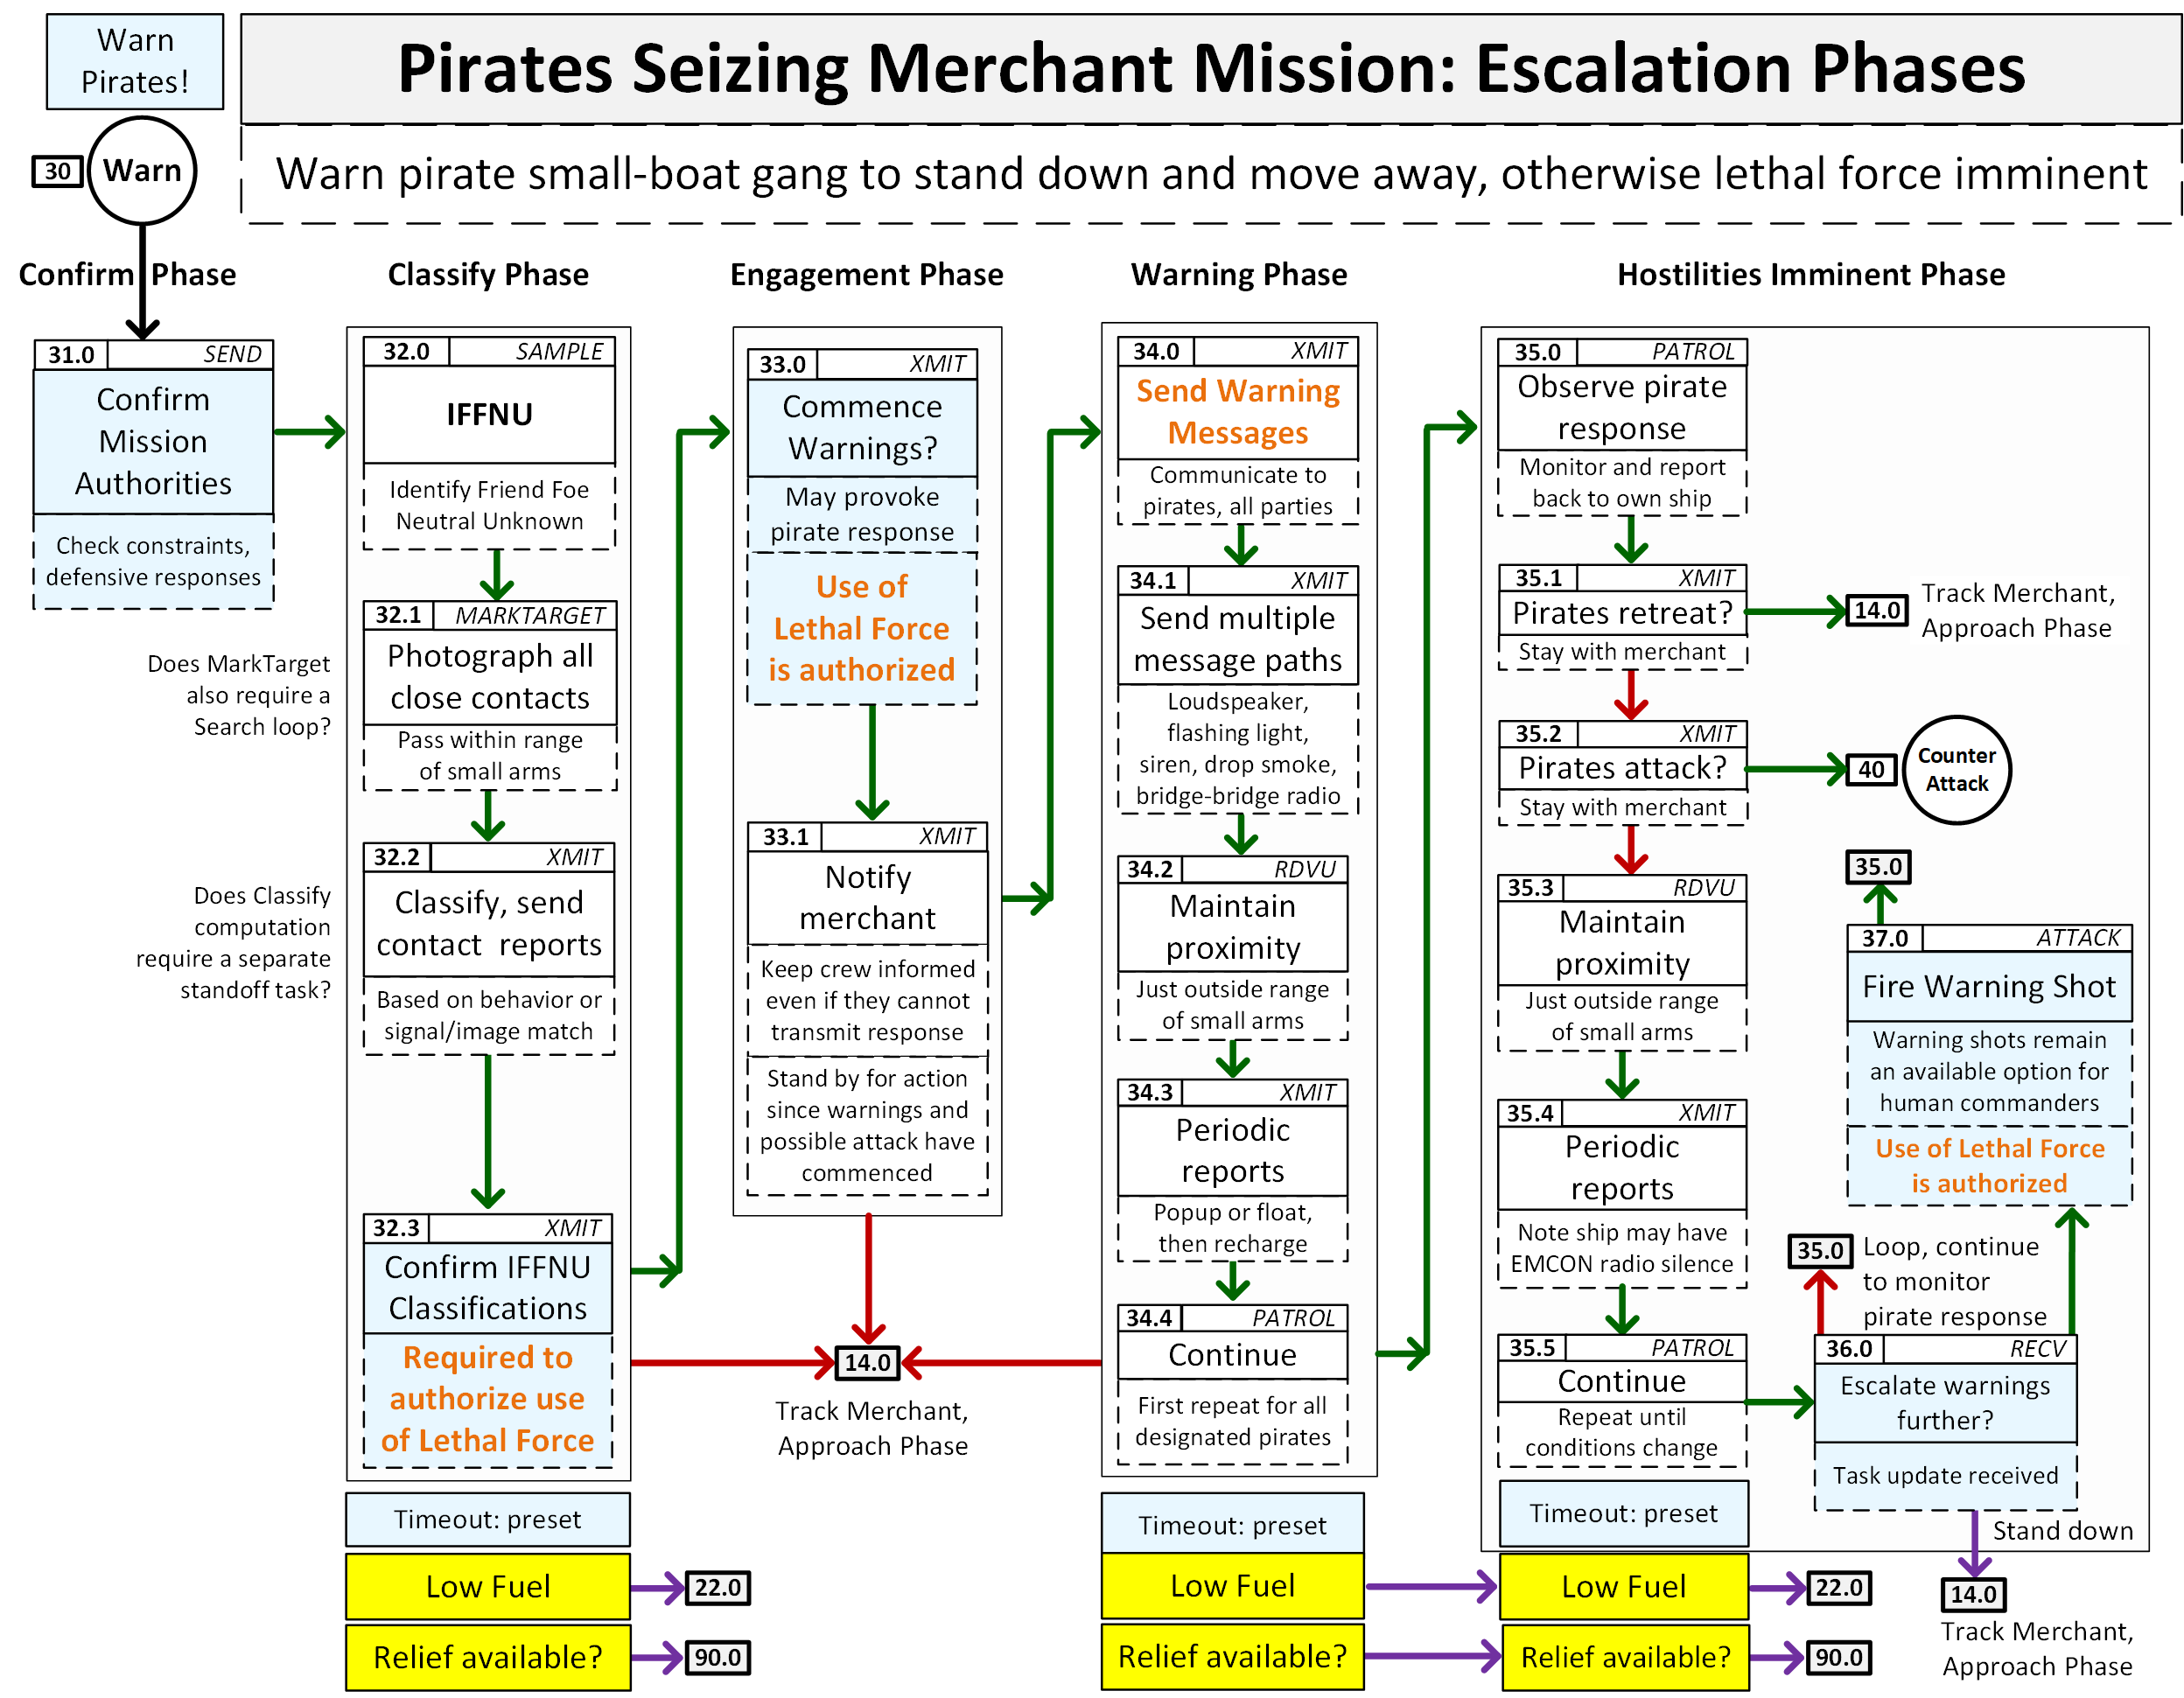 Warn
Pirates!
Pirates Seizing Merchant Mission: Escalation Phases
30
Warn
Warn pirate small-boat gang to stand down and move away, otherwise lethal force imminent
Confirm Phase
31.0
SEND
Confirm
Mission
Authorities
Check constraints,
defensive responses
Classify Phase
32.0
SAMPLE
IFFNU
Identify Friend Foe
Neutral Unknown
32.1
MARKTARGET
Photograph all
close contacts
Pass within range
of small arms
Does MarkTarget
also require a
Search loop?
32.2
XMIT
Classify, send
contact reports
Based on behavior or
signal/image match
Does Classify
computation
require a separate
standoff task?
32.3
XMIT
Confirm IFFNU
Classifications
Required to
authorize use
of Lethal Force
Timeout: preset
Low Fuel
22.0
Relief available?
90.0
Engagement Phase
33.0
XMIT
Commence
Warnings?
May provoke
pirate response
Use of
Lethal Force
is authorized
33.1
XMIT
Notify
merchant
Keep crew informed
even if they cannot
transmit response
Stand by for action
since warnings and
possible attack have
commenced
14.0
Track Merchant,
Approach Phase
Warning Phase
34.0
XMIT
Send Warning
Messages
Communicate to
pirates, all parties
34.1
XMIT
Send multiple
message paths
Loudspeaker,
flashing light,
siren, drop smoke,
bridge-bridge radio
34.2
RDVU
Maintain
proximity
Just outside range
of small arms
34.3
XMIT
Periodic
reports
Popup or float,
then recharge
34.4
PATROL
Continue
First repeat for all
designated pirates
Timeout: preset
Low Fuel
Relief available?
Hostilities Imminent Phase
35.0
PATROL
Observe pirate
response
Monitor and report
back to own ship
35.1
XMIT
Pirates retreat?
Stay with merchant
14.0
Track Merchant,
Approach Phase
35.2
XMIT
Pirates attack?
Stay with merchant
40
Counter
Attack
35.3
RDVU
Maintain
proximity
Just outside range
of small arms
35.4
XMIT
Periodic
reports
Note ship may have
EMCON radio silence
35.5
PATROL
Continue
Repeat until
conditions change
Timeout: preset
Low Fuel
22.0
Relief available?
90.0
35.0
37.0
ATTACK
Fire Warning Shot
Warning shots remain
an available option for
human commanders
Use of Lethal Force
is authorized
35.0
Loop, continue
to monitor
pirate response
36.0
RECV
Escalate warnings
further?
Task update received
Stand down
14.0
Track Merchant,
Approach Phase